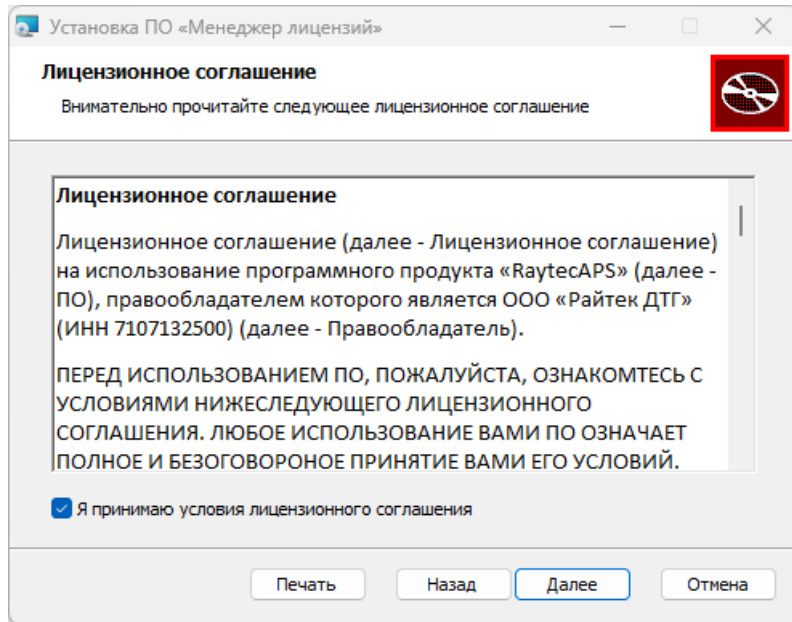 Установка ПО «Менеджер лицензий»
Лицензионное соглашение
Внимательно прочитайте следующее лицензионное соглашение
Лицензионное соглашение
Лицензионное соглашение (далее - Лицензионное соглашение)
на использование программного продукта «RaytecAPS» (далее -
ПО), правообладателем которого является ООО «Райтек ДТГ»
(ИНН 7107132500) (далее - Правообладатель).
ПЕРЕД ИСПОЛЬЗОВАНИЕМ ПО, ПОЖАЛУЙСТА, ОЗНАКОМТЕСЬ С
УСЛОВИЯМИ НИЖЕСЛЕДУЮЩЕГО ЛИЦЕНЗИОННОГО
СОГЛАШЕНИЯ. ЛЮБОЕ ИСПОЛЬЗОВАНИЕ ВАМИ ПО ОЗНАЧАЕТ
ПОЛНОЕ И БЕЗОГОВОРОНОЕ ПРИНЯТИЕ ВАМИ ЕГО УСЛОВИЙ.
Я принимаю условия лицензионного соглашения
Печать Назад Далее Отмена